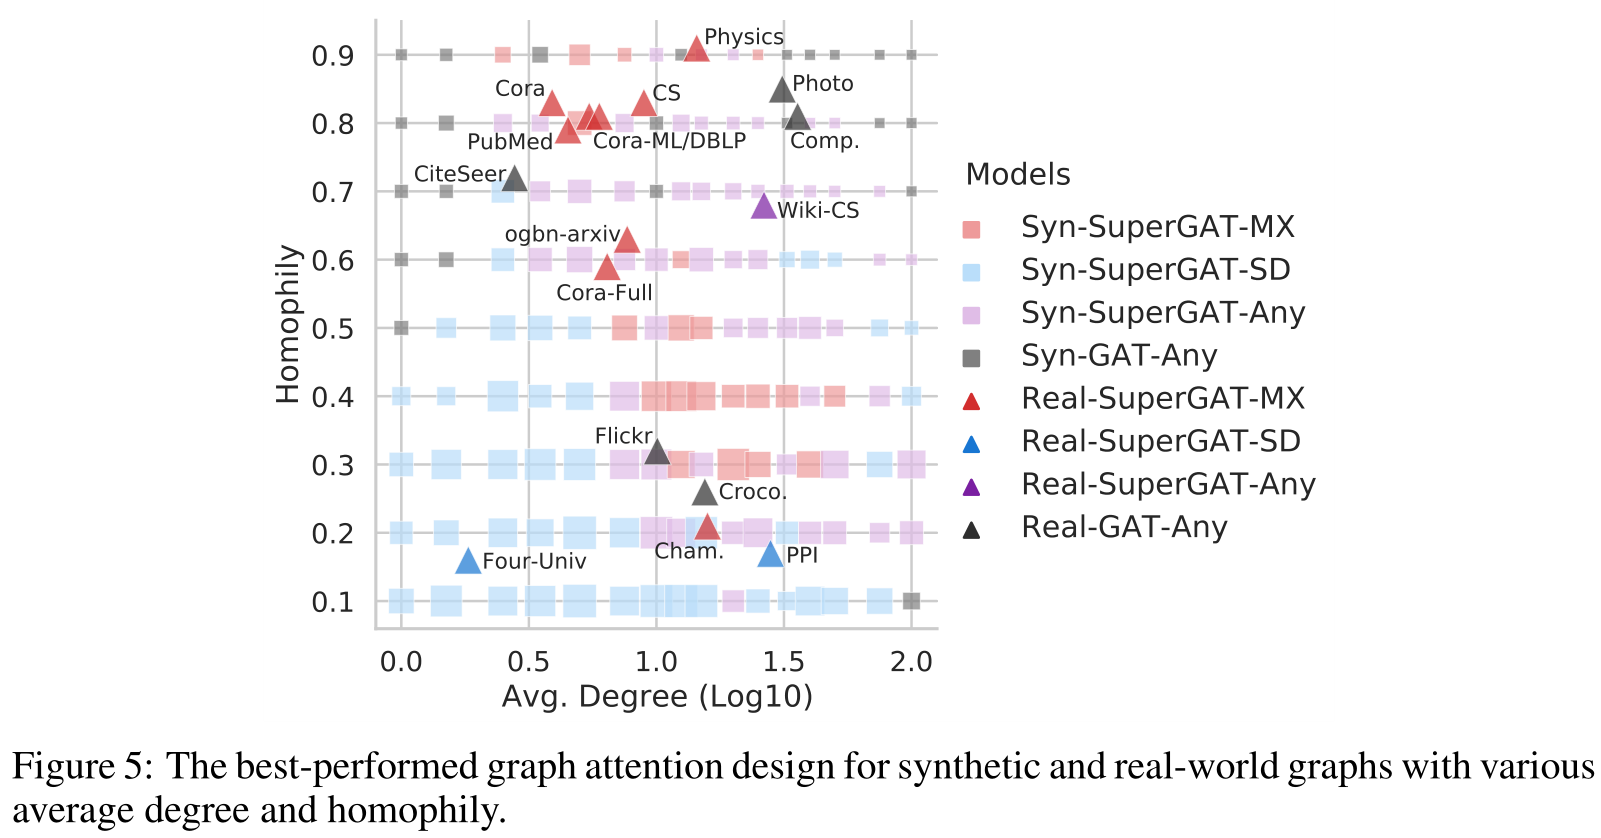 Physics
Cora
CS
Photo
PubMed
Cora-ML/DBLP
Comp.
CiteSeer
Wiki-CS
ogbn-arxiv
Cora-Full
Flickr
Croco.
Cham.
Four-Univ
PPI
0.9
0.8
0.7
0.6
0.5
0.4
0.3
0.2
0.1
Homophily
0.0 0.5 1.0 1.5 2.0
Avg. Degree (Log10)
Models
Syn-SuperGAT-MX
Syn-SuperGAT-SD
Syn-SuperGAT-Any
Syn-GAT-Any
Real-SuperGAT-MX
Real-SuperGAT-SD
Real-SuperGAT-Any
Real-GAT-Any
Figure 5: The best-performed graph attention design for synthetic and real-world graphs with various
average degree and homophily.